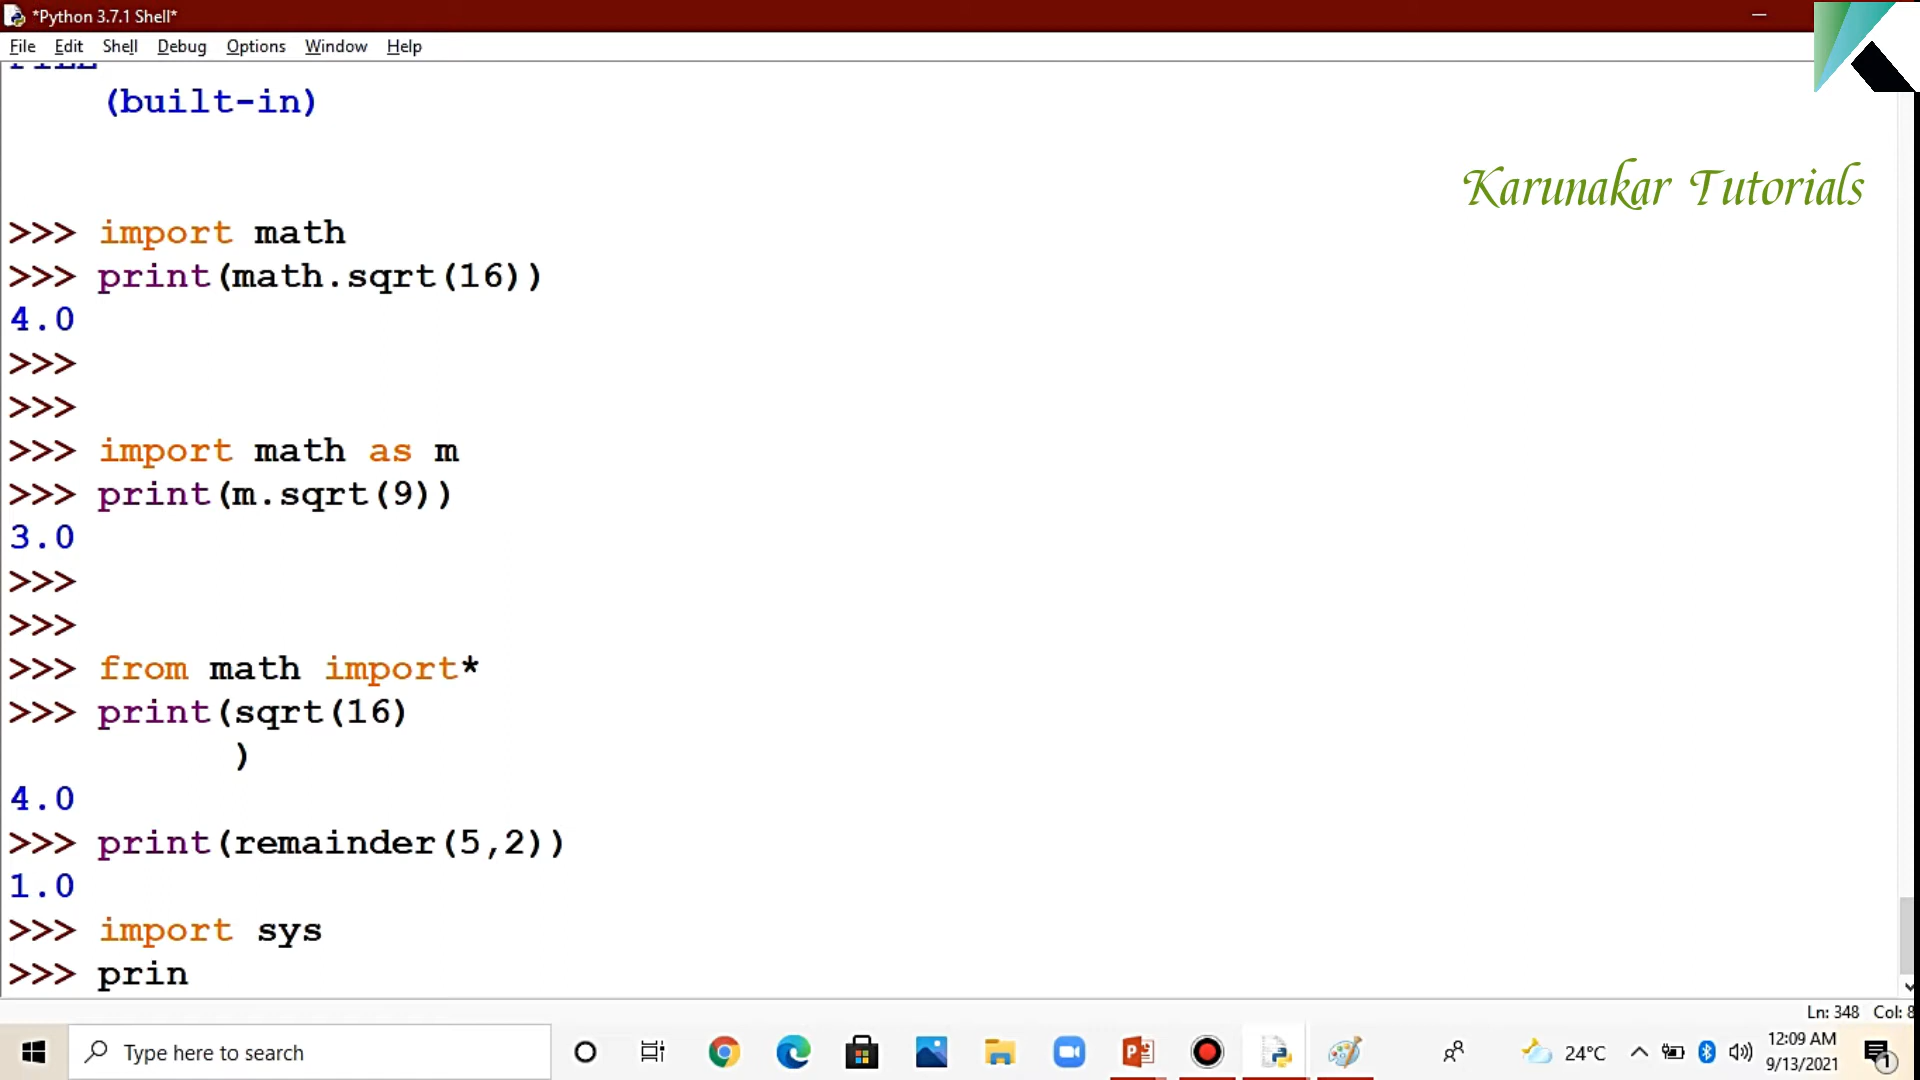 *Python 3.7.1 Shell*
File Edit Shell Debug Options Window Help
FILE
(built-in)
Karunakar Tutorials
>>> import math
>>> print(math.sqrt(16))
4.0
>>>
>>>
>>> import math as m
>>> print(m.sqrt(9))
3.0
>>>
>>>
>>> from math import*
>>> print(sqrt(16)
)
4.0
>>> print(remainder(5,2))
1.0
>>> import sys
>>> prin
Ln: 348 Col: 8
Type here to search
24°C
12:09 AM
9/13/2021
1